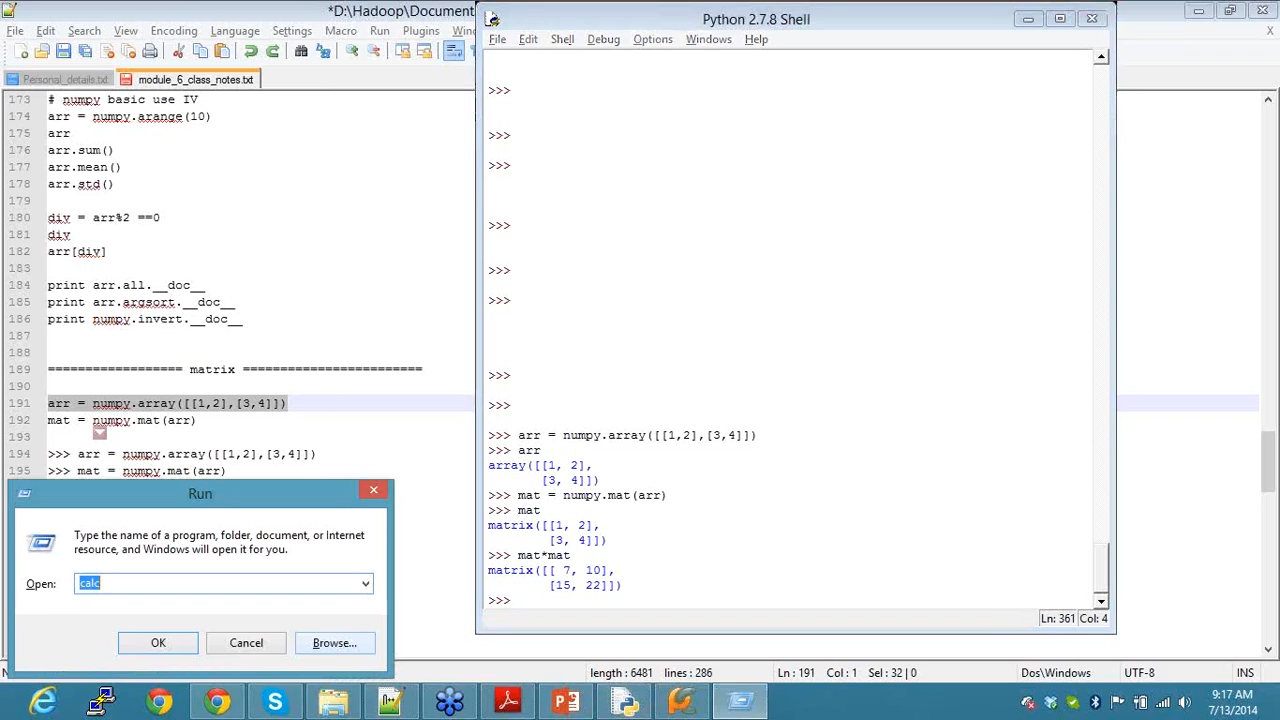 *D:\Hadoop\Document
File Edit Search View Encoding Language Settings Macro Run Plugins
X
Personal_details.txt module_6_class_notes.txt
173 # numpy basic use IV
174 arr = numpy.arange(10)
175 arr
176 arr.sum()
177 arr.mean()
178 arr.std()
179
180 div = arr%2 ==0
181 div
182 arr[div]
183
184 print arr.all.__doc__
185 print arr.argsort.__doc__
186 print numpy.invert.__doc__
187
188
189 ================== matrix ========================
190
191 arr = numpy.array([[1,2],[3,4]])
192 mat = numpy.mat(arr)
193
194 >>> arr = numpy.array([[1,2],[3,4]])
195 >>> mat = numpy.mat(arr)
Run
Type the name of a program, folder, document, or Internet
resource, and Windows will open it for you.
Open: calc
OK Cancel Browse...
Python 2.7.8 Shell
File Edit Shell Debug Options Windows Help
>>>
>>>
>>>
>>>
>>>
>>>
>>>
>>>
>>> arr = numpy.array([[1,2],[3,4]])
>>> arr
array([[1, 2],
[3, 4]])
>>> mat = numpy.mat(arr)
>>> mat
matrix([[1, 2],
[3, 4]])
>>> mat*mat
matrix([[ 7, 10],
[15, 22]])
>>>
Ln: 361 Col: 4
length : 6481 lines : 286 Ln : 191 Col : 1 Sel : 32 | 0 Dos\Windows UTF-8 INS
9:17 AM
7/13/2014